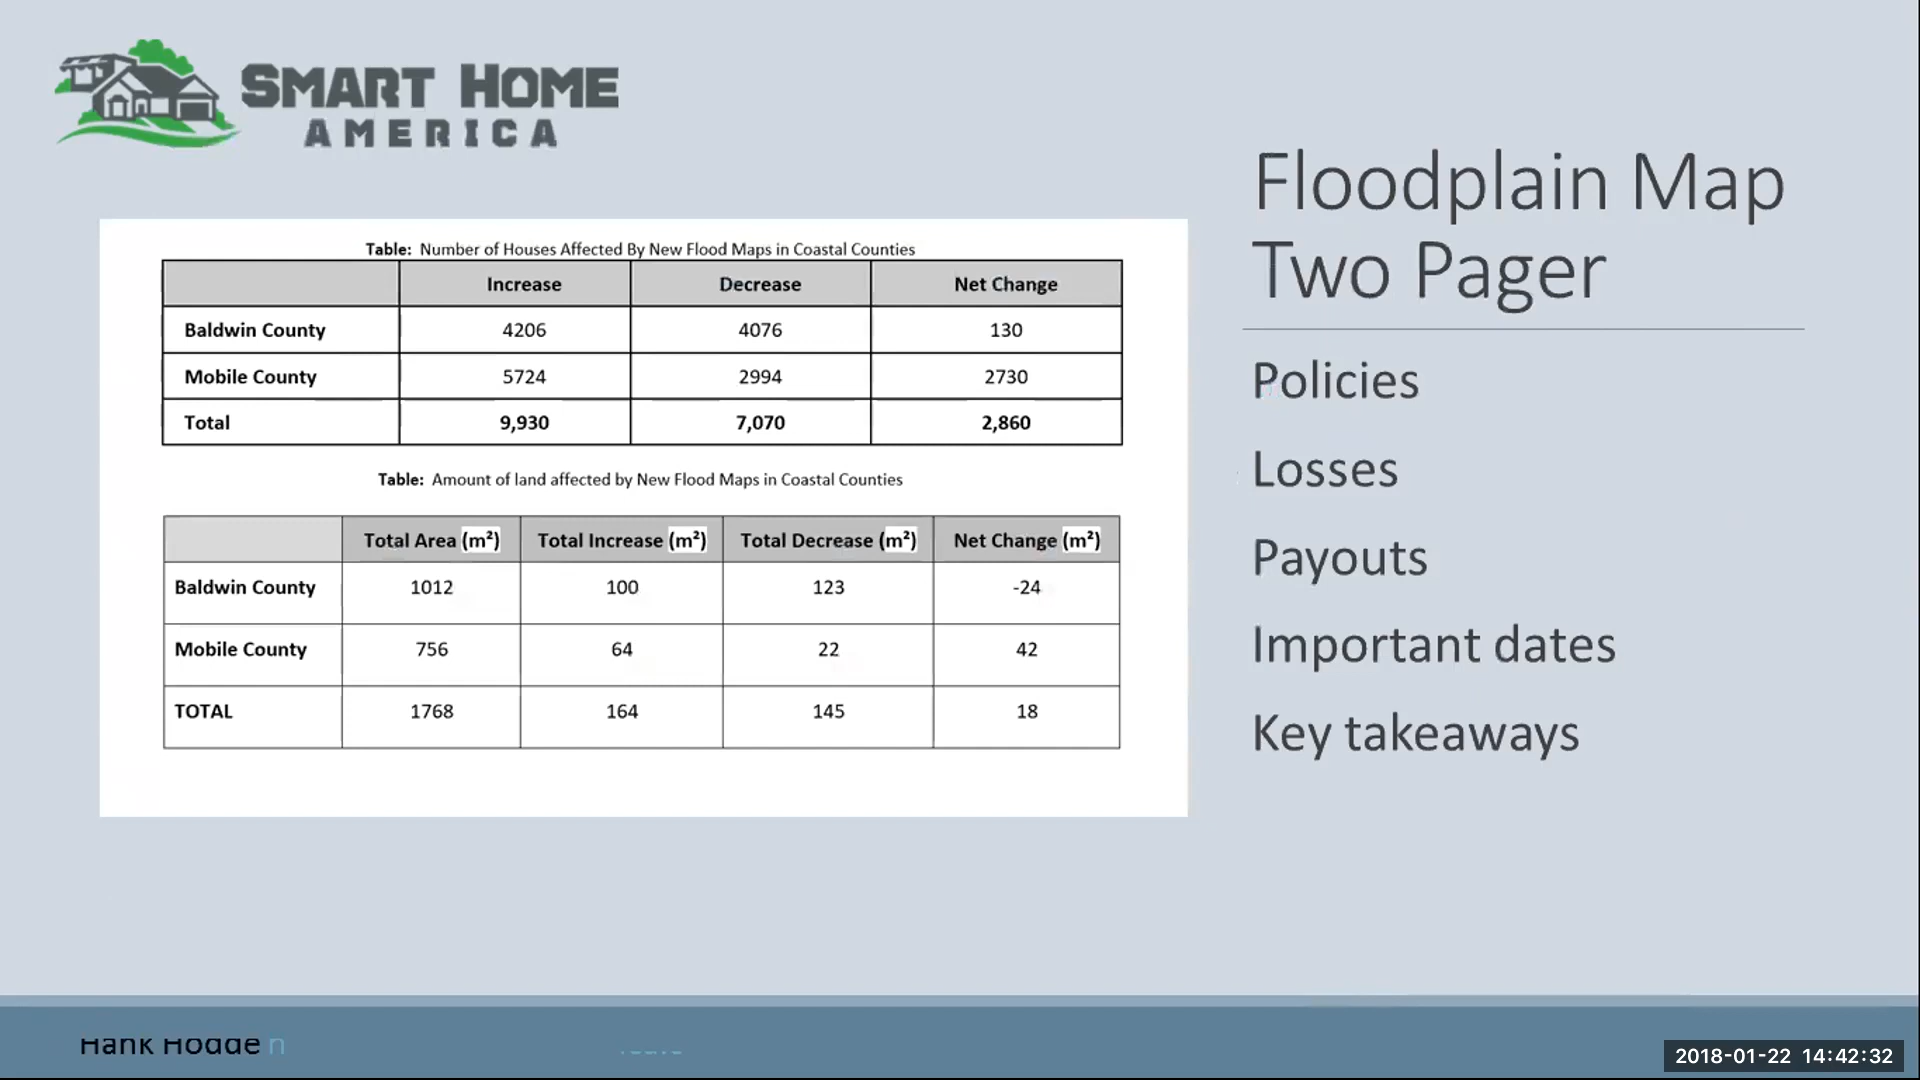 SMART HOME
AMERICA
Floodplain Map
Two Pager
Table: Number of Houses Affected By New Flood Maps in Coastal Counties
Increase Decrease Net Change
Baldwin County 4206 4076 130
Mobile County 5724 2994 2730
Total 9,930 7,070 2,860
Table: Amount of land affected by New Flood Maps in Coastal Counties
Total Area (m²) Total Increase (m²) Total Decrease (m²) Net Change (m²)
Baldwin County 1012 100 123 -24
Mobile County 756 64 22 42
TOTAL 1768 164 145 18
Policies
Losses
Payouts
Important dates
Key takeaways
Hank Hodde
2018-01-22 14:42:32